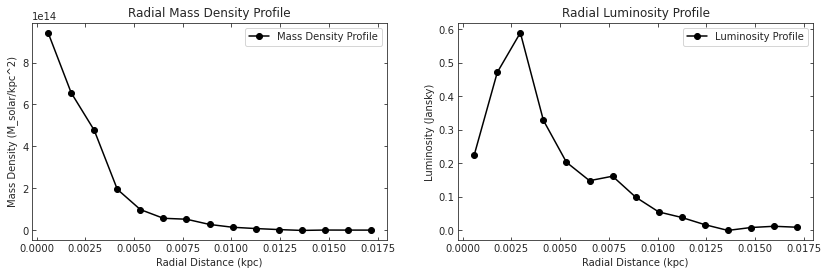 Radial Mass Density Profile
1e14
Mass Density Profile
Mass Density (M_solar/kpc^2)
8
6
4
2
0
0.0000 0.0025 0.0050 0.0075 0.0100 0.0125 0.0150 0.0175
Radial Distance (kpc)
Radial Luminosity Profile
Luminosity Profile
Luminosity (Jansky)
0.6
0.5
0.4
0.3
0.2
0.1
0.0
0.0000 0.0025 0.0050 0.0075 0.0100 0.0125 0.0150 0.0175
Radial Distance (kpc)